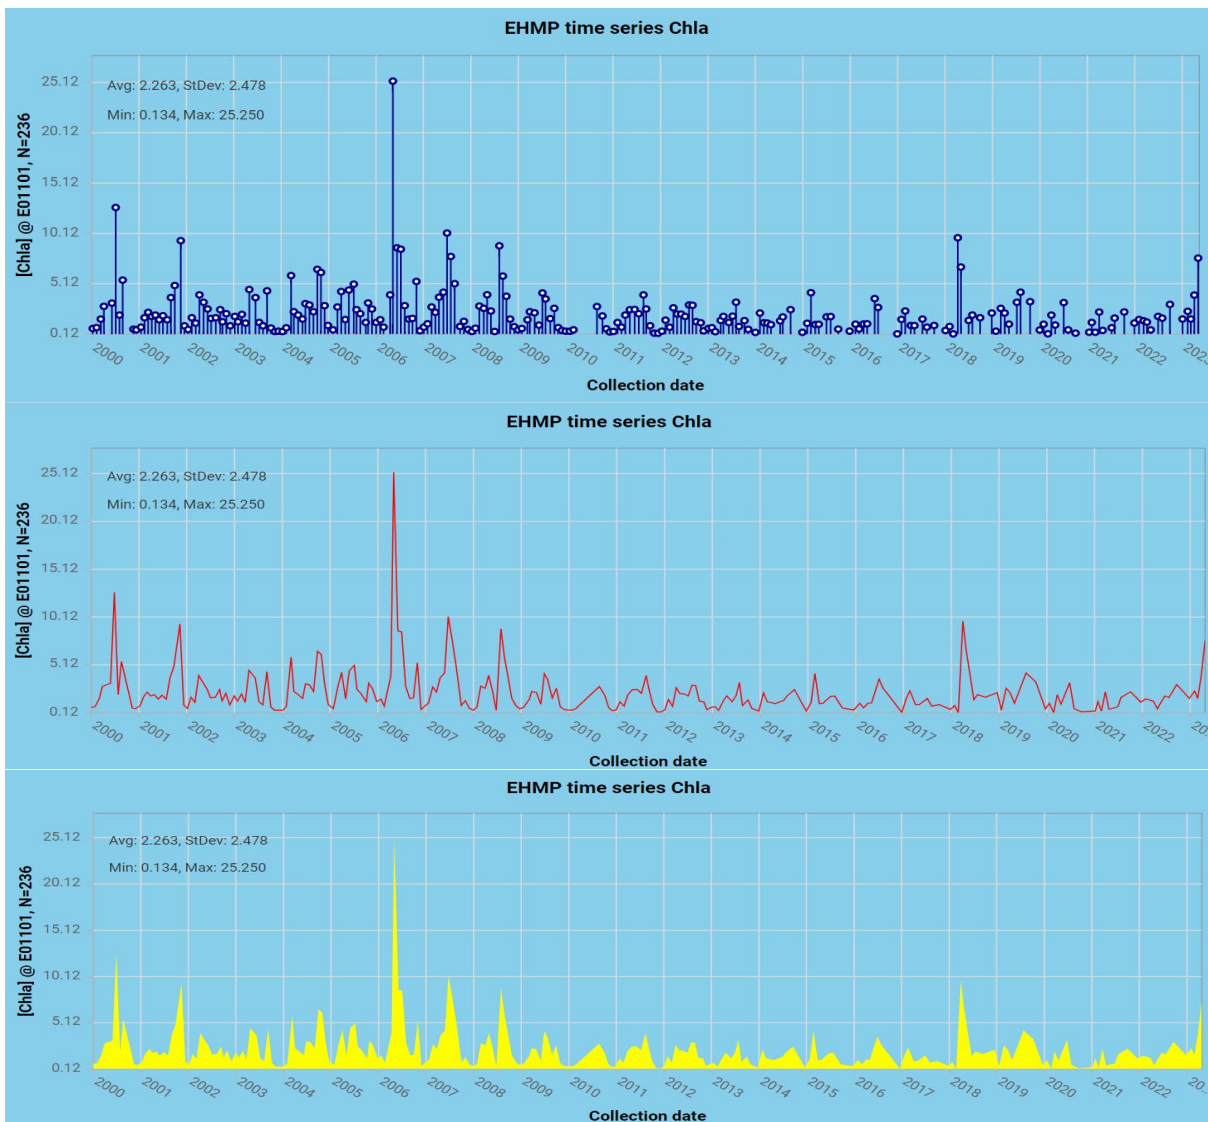 EHMP time series Chla
[Chla] @ E01101, N=236
25.12
20.12
15.12
10.12
5.12
0.12
Avg: 2.263, StDev: 2.478
Min: 0.134, Max: 25.250
2000 2001 2002 2003 2004 2005 2006 2007 2008 2009 2010 2011 2012 2013 2014 2015 2016 2017 2018 2019 2020 2021 2022 2023
Collection date
EHMP time series Chla
[Chla] @ E01101, N=236
25.12
20.12
15.12
10.12
5.12
0.12
Avg: 2.263, StDev: 2.478
Min: 0.134, Max: 25.250
2000 2001 2002 2003 2004 2005 2006 2007 2008 2009 2010 2011 2012 2013 2014 2015 2016 2017 2018 2019 2020 2021 2022 20...
Collection date
EHMP time series Chla
[Chla] @ E01101, N=236
25.12
20.12
15.12
10.12
5.12
0.12
Avg: 2.263, StDev: 2.478
Min: 0.134, Max: 25.250
2000 2001 2002 2003 2004 2005 2006 2007 2008 2009 2010 2011 2012 2013 2014 2015 2016 2017 2018 2019 2020 2021 2022 20...
Collection date